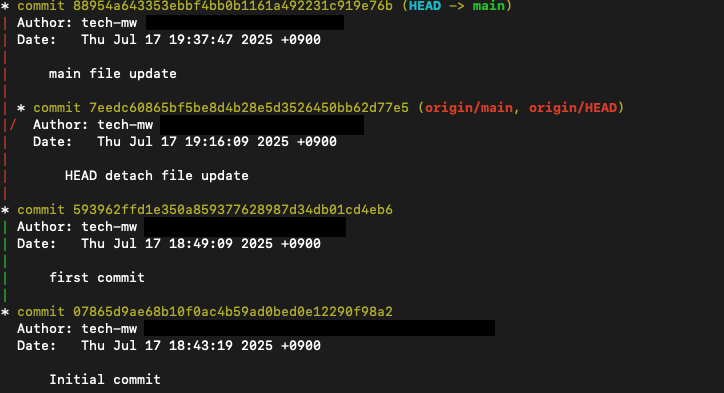 * commit 88954a643353ebbf4bb0b1161a492231c919e76b (HEAD -> main)
| Author: tech-mw
| Date:   Thu Jul 17 19:37:47 2025 +0900
|
|     main file update
|
| * commit 7eedc60865bf5be8d4b28e5d3526450bb62d77e5 (origin/main, origin/HEAD)
|/  Author: tech-mw
|   Date:   Thu Jul 17 19:16:09 2025 +0900
|
|       HEAD detach file update
|
* commit 593962ffd1e350a859377628987d34db01cd4eb6
| Author: tech-mw
| Date:   Thu Jul 17 18:49:09 2025 +0900
|
|     first commit
|
* commit 07865d9ae68b10f0ac4b59ad0bed0e12290f98a2
  Author: tech-mw
  Date:   Thu Jul 17 18:43:19 2025 +0900

      Initial commit